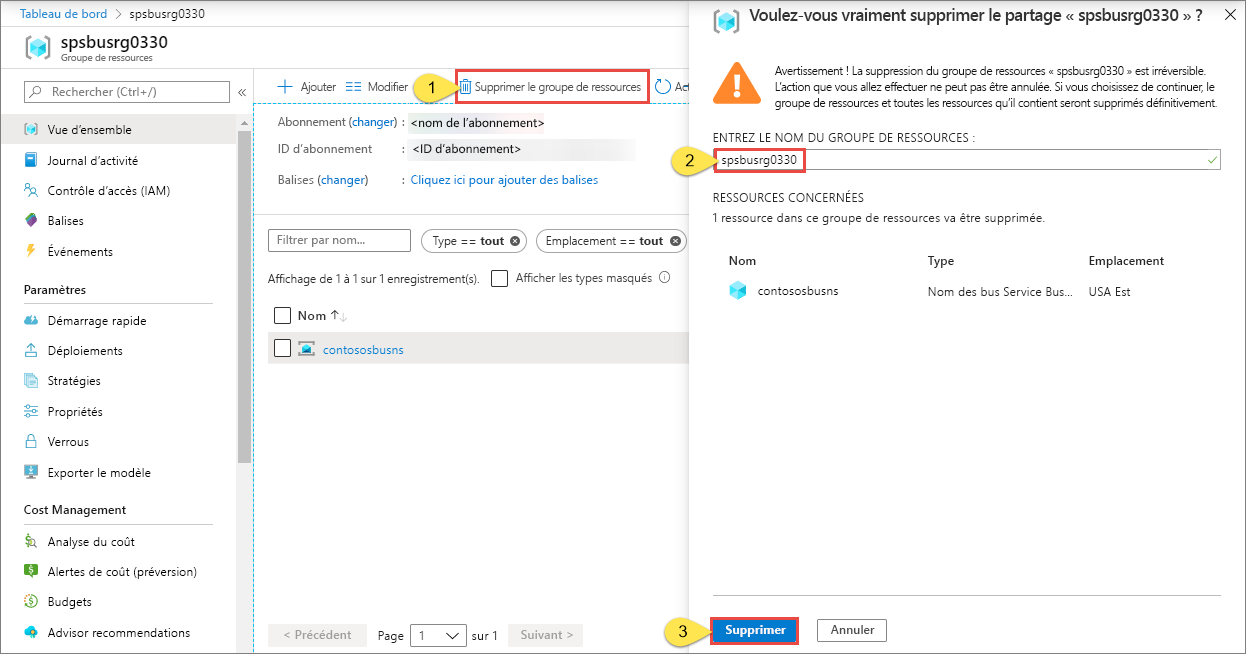 Tableau de bord > spsbusrg0330
spsbusrg0330
Groupe de ressources
Rechercher (Ctrl+/)
«
Vue d'ensemble
Journal d'activité
Contrôle d'accès (IAM)
Balises
Événements
Paramètres
Démarrage rapide
Déploiements
Stratégies
Propriétés
Verrous
Exporter le modèle
Cost Management
Analyse du coût
Alertes de coût (préversion)
Budgets
Advisor recommendations
Ajouter Modifier 1 Supprimer le groupe de ressources Act
Abonnement (changer) : <nom de l'abonnement>
ID d'abonnement : <ID d'abonnement>
Balises (changer) : Cliquez ici pour ajouter des balises
Filtrer par nom... Type == tout Emplacement == tout
Affichage de 1 à 1 sur 1 enregistrement(s). Afficher les types masqués
Nom ↑↓
contososbusns
< Précédent Page 1 sur 1 Suivant >
Voulez-vous vraiment supprimer le partage « spsbusrg0330 » ?
Avertissement ! La suppression du groupe de ressources « spsbusrg0330 » est irréversible.
L'action que vous allez effectuer ne peut pas être annulée. Si vous choisissez de continuer, le
groupe de ressources et toutes les ressources qu'il contient seront supprimés définitivement.
ENTREZ LE NOM DU GROUPE DE RESSOURCES :
2 spsbusrg0330
RESSOURCES CONCERNÉES
1 ressource dans ce groupe de ressources va être supprimée.
Nom Type Emplacement
contososbusns Nom des bus Service Bus... USA Est
3 Supprimer Annuler